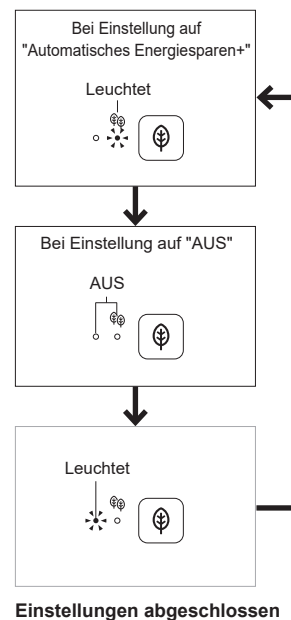 Bei Einstellung auf
"Automatisches Energiesparen+"
Leuchtet
Bei Einstellung auf "AUS"
AUS
Leuchtet
Einstellungen abgeschlossen